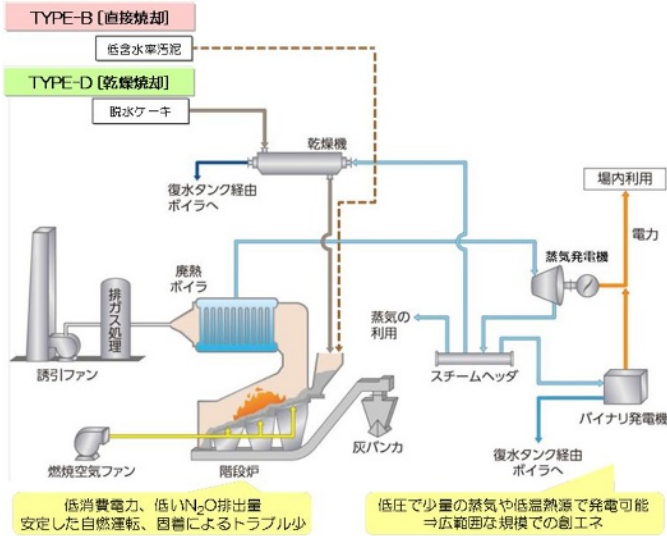 TYPE-B [直接焼却]
低含水率汚泥
TYPE-D [乾燥焼却]
脱水ケーキ
乾燥機
復水タンク経由
ボイラへ
場内利用
電力
蒸気発電機
廃熱
ボイラ
排ガス処理
蒸気の
利用
スチームヘッダ
誘引ファン
バイナリ発電機
灰バンカ
燃焼空気ファン
階段炉
復水タンク経由
ボイラへ
低消費電力、低いN₂O排出量
安定した自燃運転、固着によるトラブル少
低圧で少量の蒸気や低温熱源で発電可能
⇒広範囲な規模での創エネ